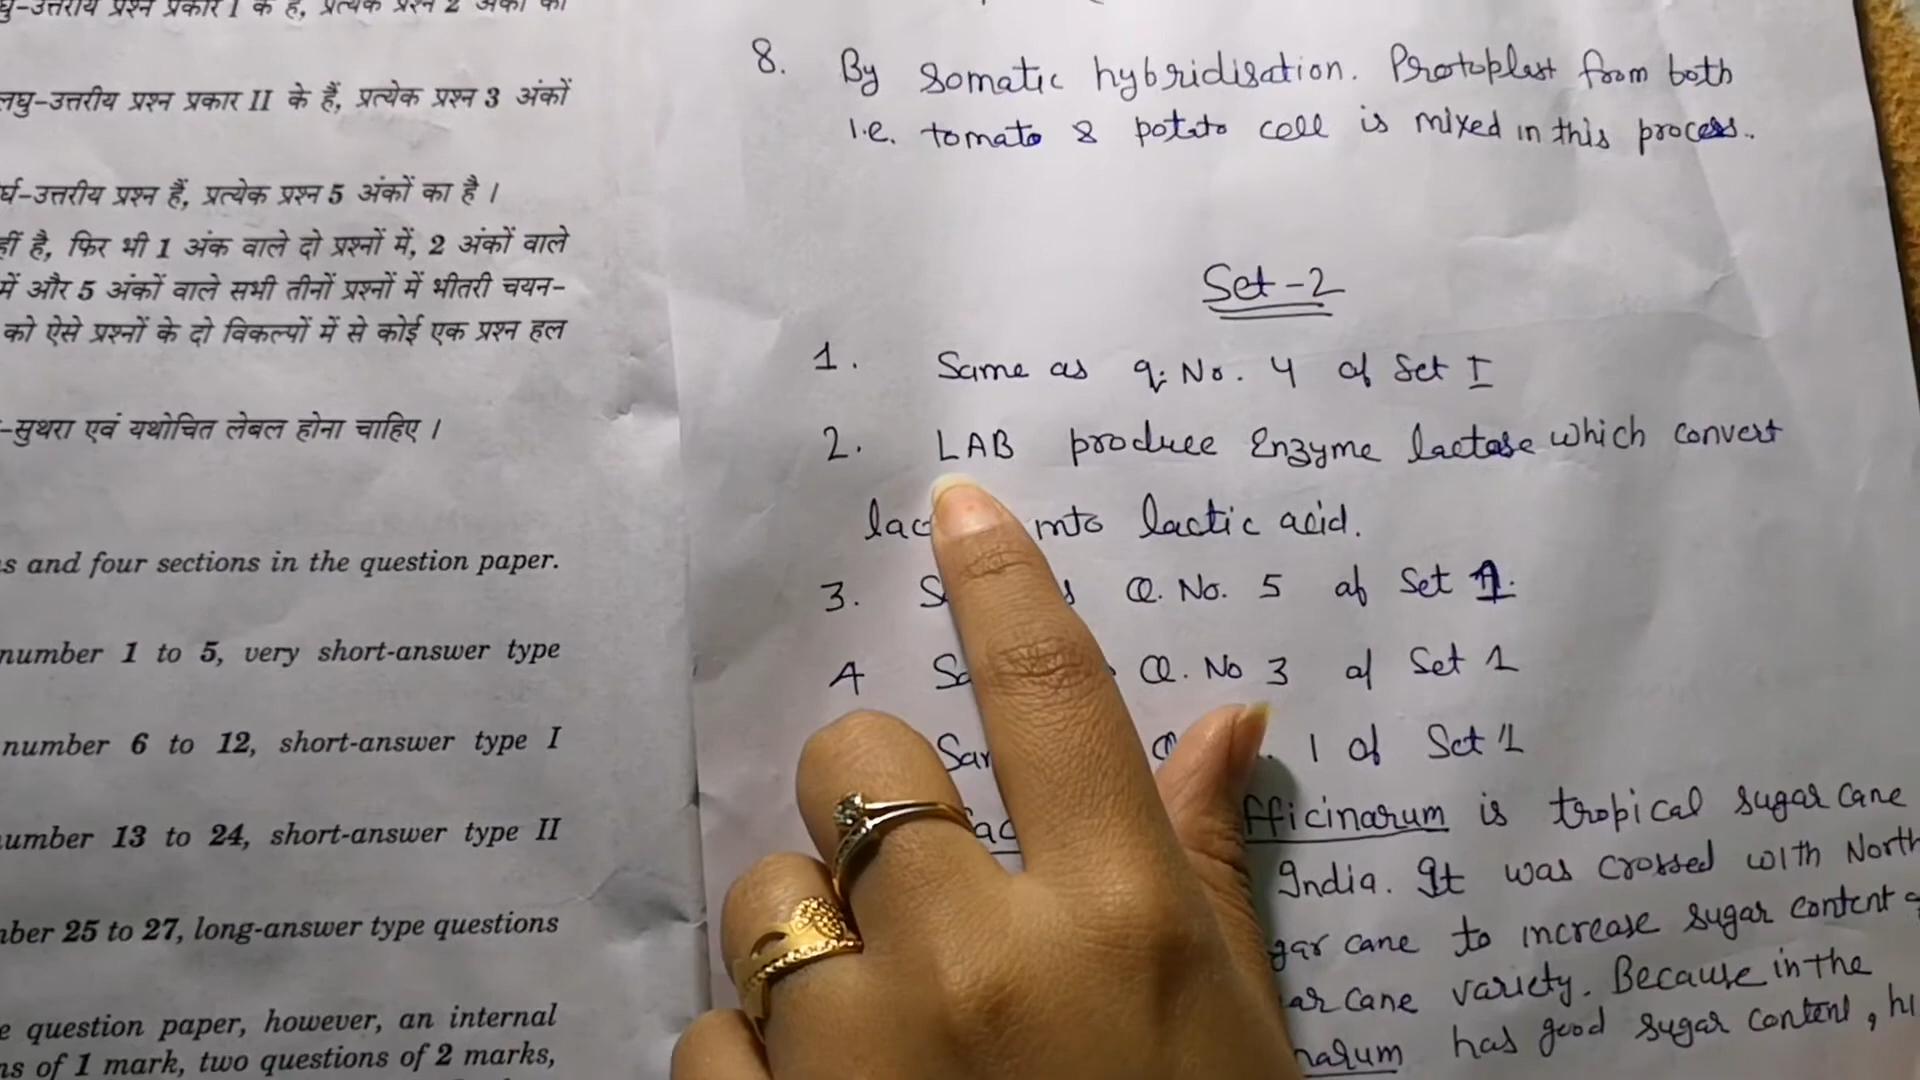 घु-उत्तरीय प्रश्न प्रकार I के हैं, प्रत्येक प्रश्न 2 अंकों का
लघु-उत्तरीय प्रश्न प्रकार II के हैं, प्रत्येक प्रश्न 3 अंकों
र्घ-उत्तरीय प्रश्न हैं, प्रत्येक प्रश्न 5 अंकों का है ।
हीं है, फिर भी 1 अंक वाले दो प्रश्नों में, 2 अंकों वाले
में और 5 अंकों वाले सभी तीनों प्रश्नों में भीतरी चयन-
को ऐसे प्रश्नों के दो विकल्पों में से कोई एक प्रश्न हल
-सुथरा एवं यथोचित लेबल होना चाहिए ।
s and four sections in the question paper.
number 1 to 5, very short-answer type
number 6 to 12, short-answer type I
umber 13 to 24, short-answer type II
ber 25 to 27, long-answer type questions
e question paper, however, an internal
ns of 1 mark, two questions of 2 marks,
8. By Somatic hybridisation. Protoplast from both
i.e. tomato & potato cell is mixed in this process.
Set-2
1. Same as q. No. 4 of Set I
2. LAB produce Enzyme lactase which convert
lac into lactic acid.
3. S s Q. No. 5 of Set 1.
4 Sa Q. No 3 of Set 1
Sam 1 of Set 1
ac fficinarum is tropical sugar cane
India. It was crossed with North
gar cane to increase sugar content
ar cane variety. Because in the
narum has good sugar content, hi